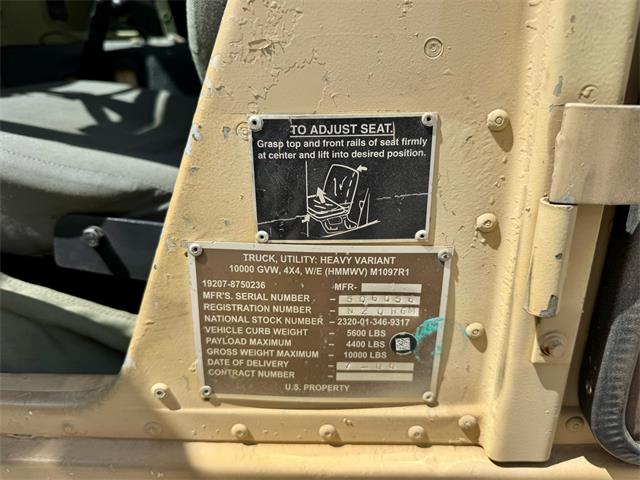 TO ADJUST SEAT.
Grasp top and front rails of seat firmly
at center and lift into desired position.
TRUCK, UTILITY: HEAVY VARIANT
10000 GVW, 4X4, W/E (HMMWV) M1097R1
19207-8750236 MFR-
MFR'S. SERIAL NUMBER -
REGISTRATION NUMBER -
NATIONAL STOCK NUMBER - 2320-01-346-9317
VEHICLE CURB WEIGHT - 5600 LBS
PAYLOAD MAXIMUM - 4400 LBS
GROSS WEIGHT MAXIMUM - 10000 LBS
DATE OF DELIVERY -
CONTRACT NUMBER -
U.S. PROPERTY